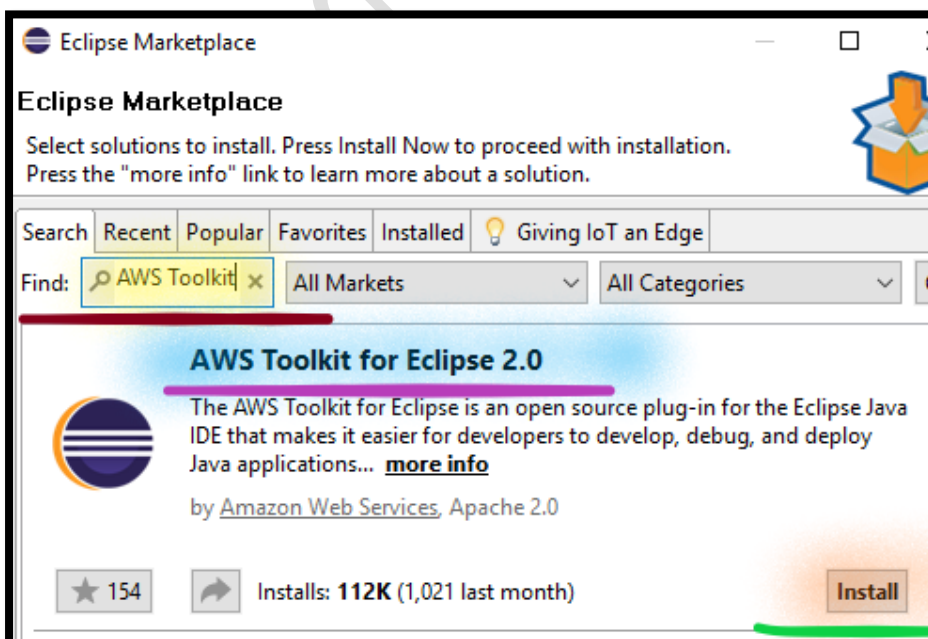 Eclipse Marketplace
Eclipse Marketplace
Select solutions to install. Press Install Now to proceed with installation.
Press the "more info" link to learn more about a solution.
Search Recent Popular Favorites Installed Giving IoT an Edge
Find: AWS Toolkit All Markets All Categories
AWS Toolkit for Eclipse 2.0
The AWS Toolkit for Eclipse is an open source plug-in for the Eclipse Java
IDE that makes it easier for developers to develop, debug, and deploy
Java applications... more info
by Amazon Web Services, Apache 2.0
154 Installs: 112K (1,021 last month) Install